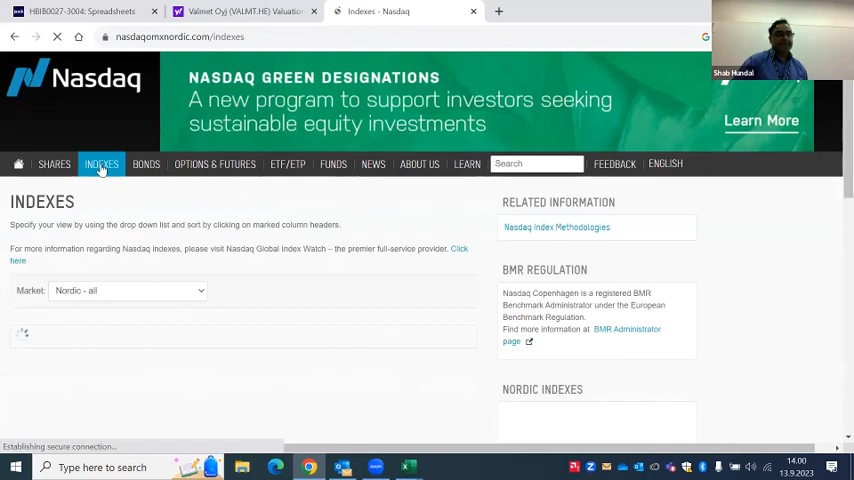 HBIB0027-3004: Spreadsheets
Valmet Oyj (VALMT.HE) Valuation
Indexes - Nasdaq
nasdaqomxnordic.com/indexes
Shab Hundal
Nasdaq
NASDAQ GREEN DESIGNATIONS
A new program to support investors seeking
sustainable equity investments
Learn More
SHARES
INDEXES
BONDS
OPTIONS & FUTURES
ETF/ETP
FUNDS
NEWS
ABOUT US
LEARN
Search
FEEDBACK
ENGLISH
INDEXES
Specify your view by using the drop down list and sort by clicking on marked column headers.
For more information regarding Nasdaq indexes, please visit Nasdaq Global Index Watch – the premier full-service provider. Click
here
Market:
Nordic - all
RELATED INFORMATION
Nasdaq Index Methodologies
BMR REGULATION
Nasdaq Copenhagen is a registered BMR
Benchmark Administrator under the European
Benchmark Regulation.
Find more information at BMR Administrator
page
NORDIC INDEXES
Establishing secure connection...
Type here to search
14.00
13.9.2023